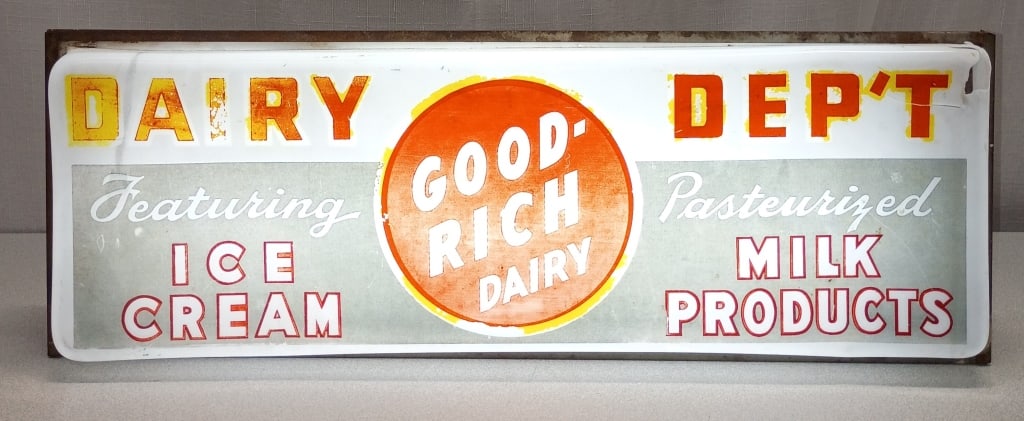 DAIRY DEP'T
GOOD-
RICH
DAIRY
Featuring
ICE
CREAM
Pasteurized
MILK
PRODUCTS